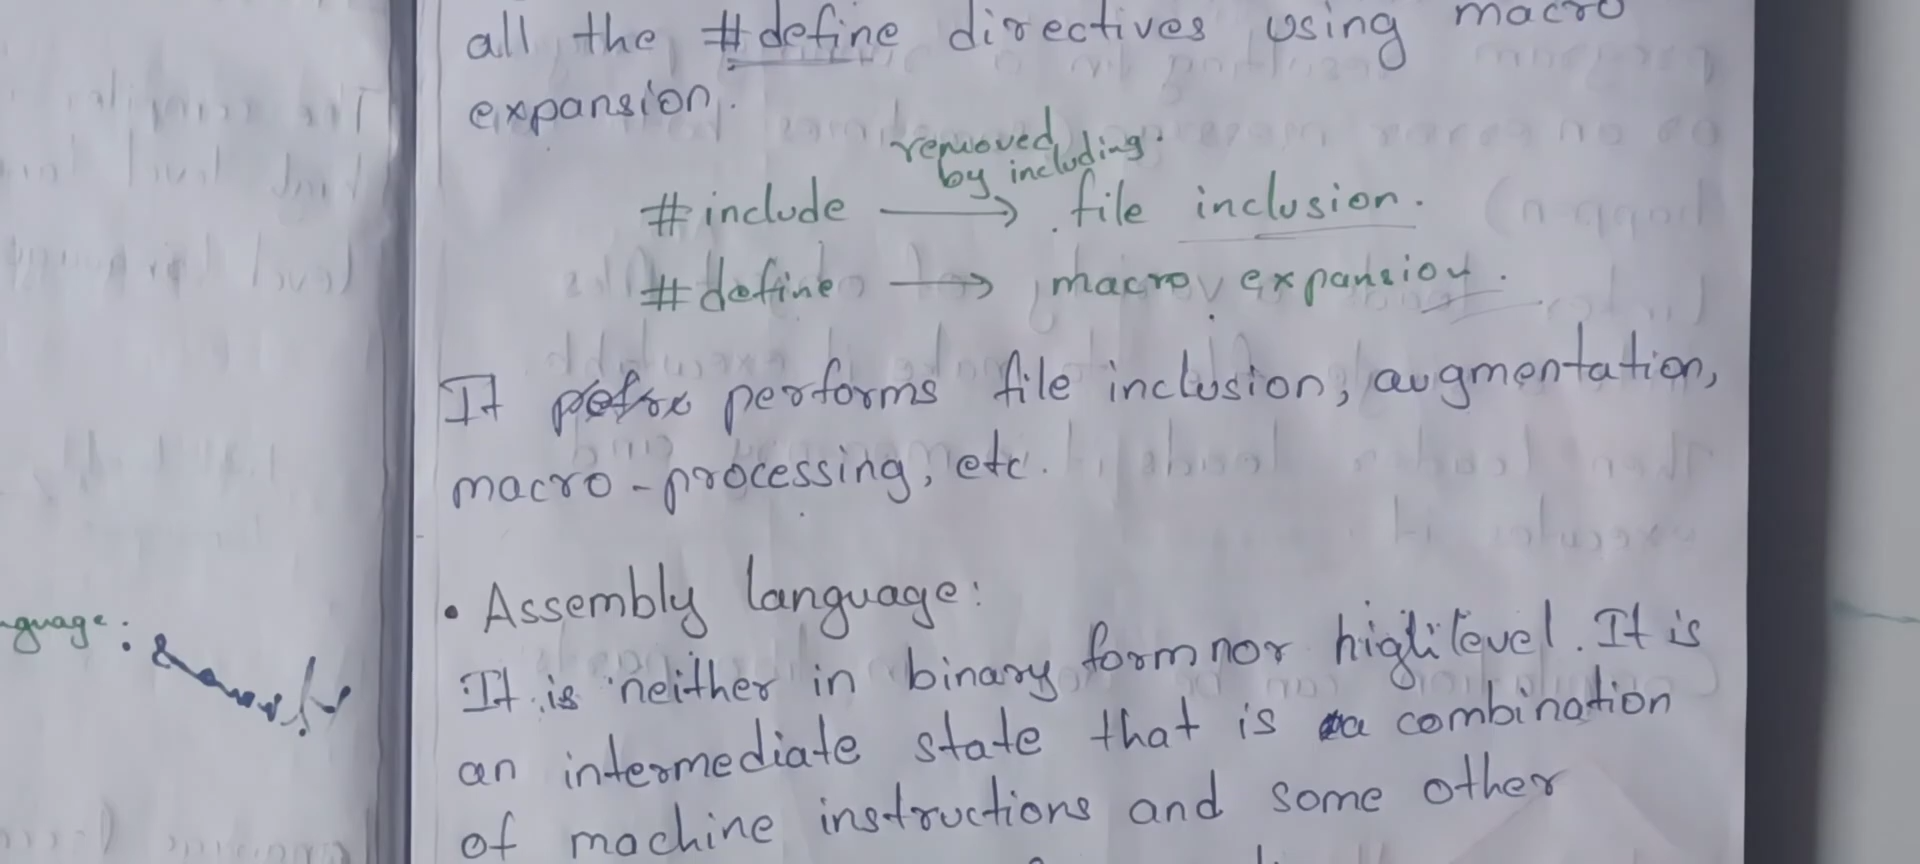 all the #define directives using macro
expansion.
removed
by including.
#include → file inclusion.
#define → macro expansion.
It performs file inclusion, augmentation,
macro-processing, etc.
• Assembly language:
It is neither in binary form nor high level. It is
an intermediate state that is a combination
of machine instructions and some other
nguage: